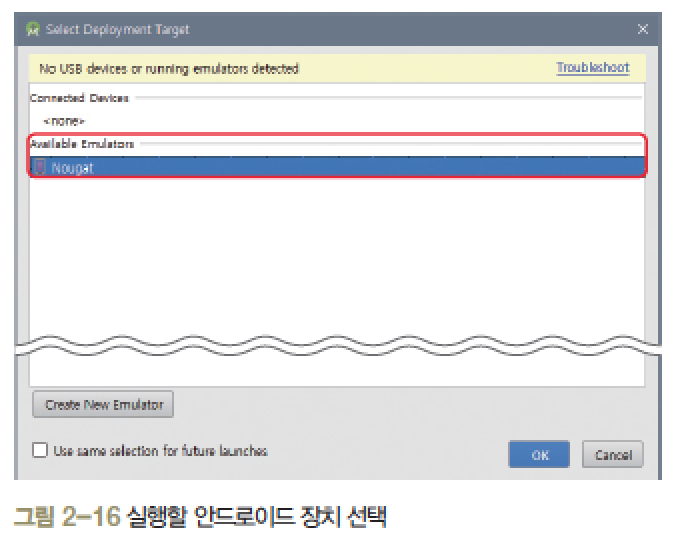 Select Deployment Target
No USB devices or running emulators detected Troubleshoot
Connected Devices
<none>
Available Emulators
Nougat
Create New Emulator
Use same selection for future launches
OK Cancel
그림 2-16 실행할 안드로이드 장치 선택